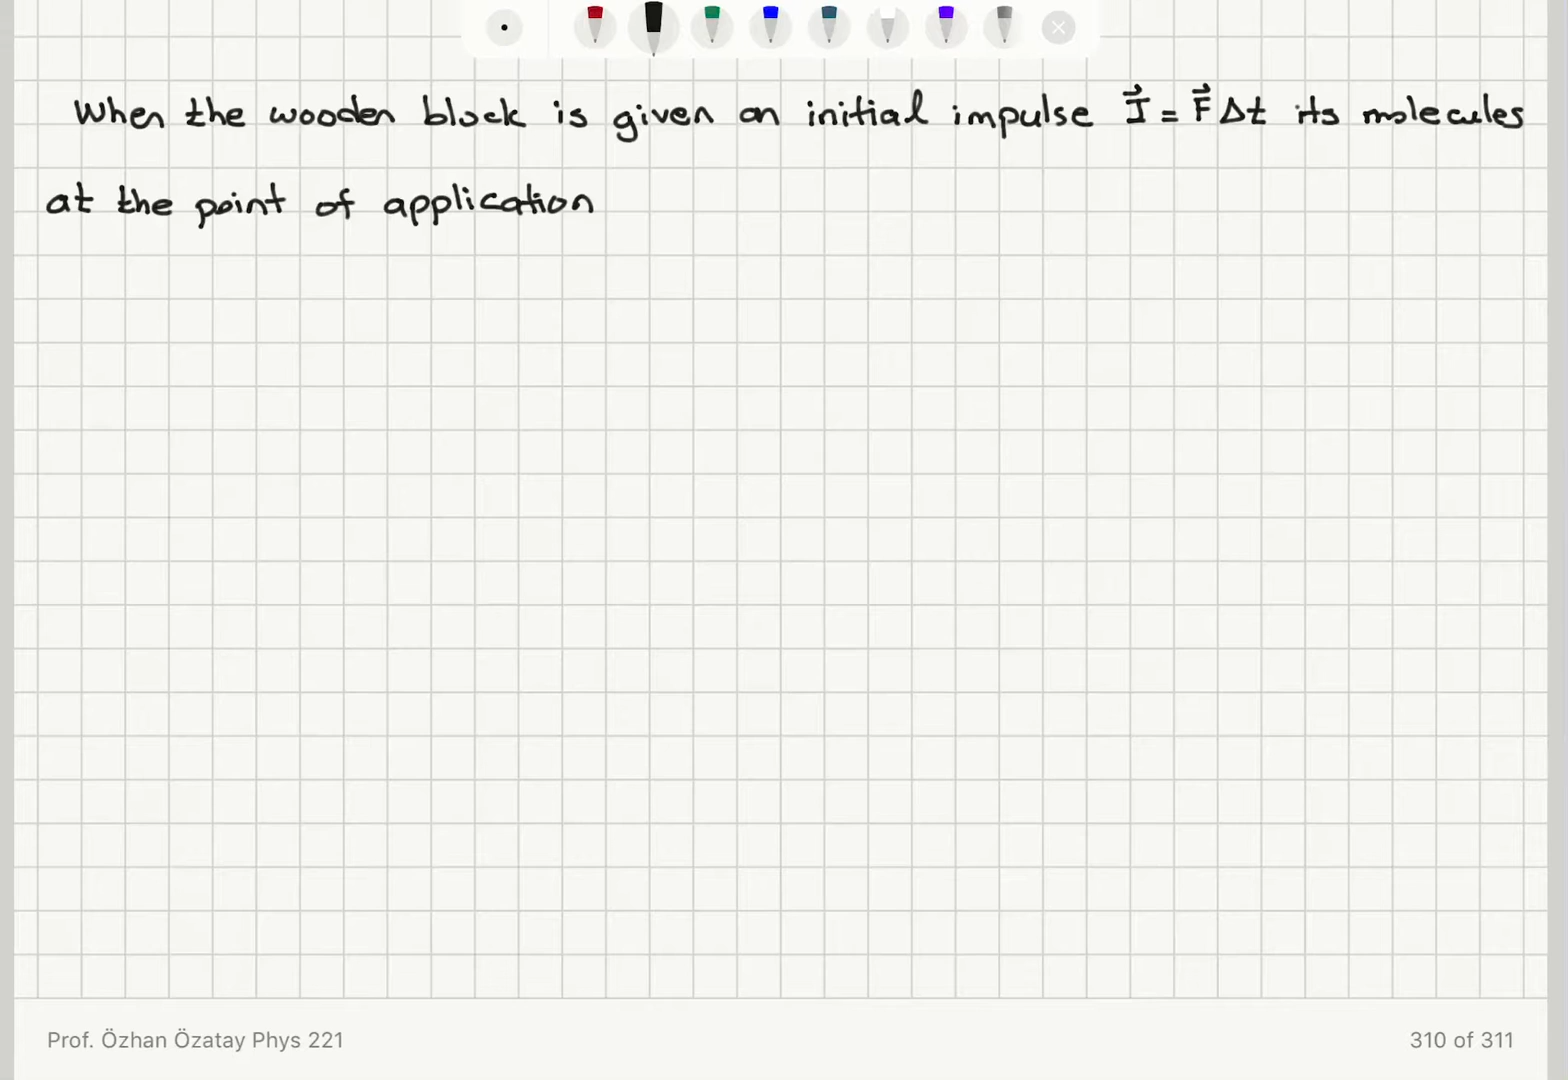 When the wooden block is given an initial impulse I⃗ = F⃗ Δt its molecules
at the point of application
Prof. Özhan Özatay Phys 221
310 of 311